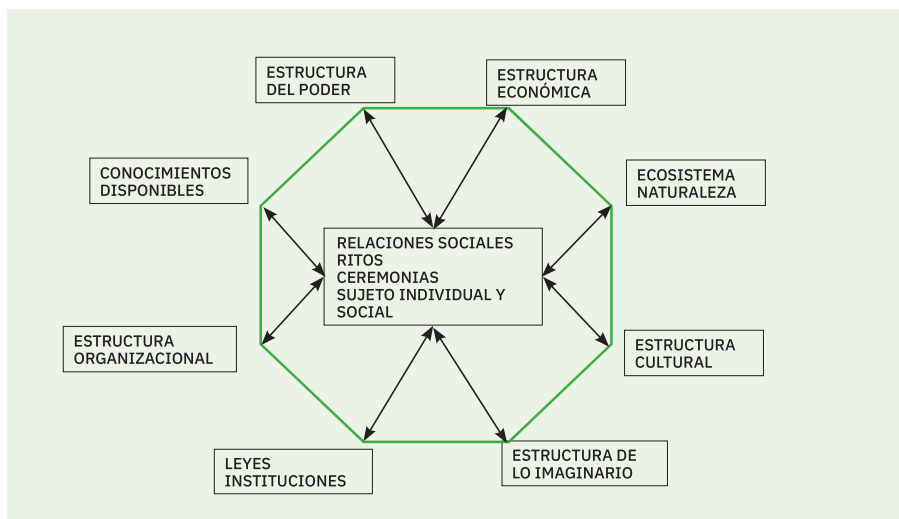 ESTRUCTURA
DEL PODER
ESTRUCTURA
ECONÓMICA
CONOCIMIENTOS
DISPONIBLES
ECOSISTEMA
NATURALEZA
RELACIONES SOCIALES
RITOS
CEREMONIAS
SUJETO INDIVIDUAL Y
SOCIAL
ESTRUCTURA
ORGANIZACIONAL
ESTRUCTURA
CULTURAL
LEYES
INSTITUCIONES
ESTRUCTURA DE
LO IMAGINARIO